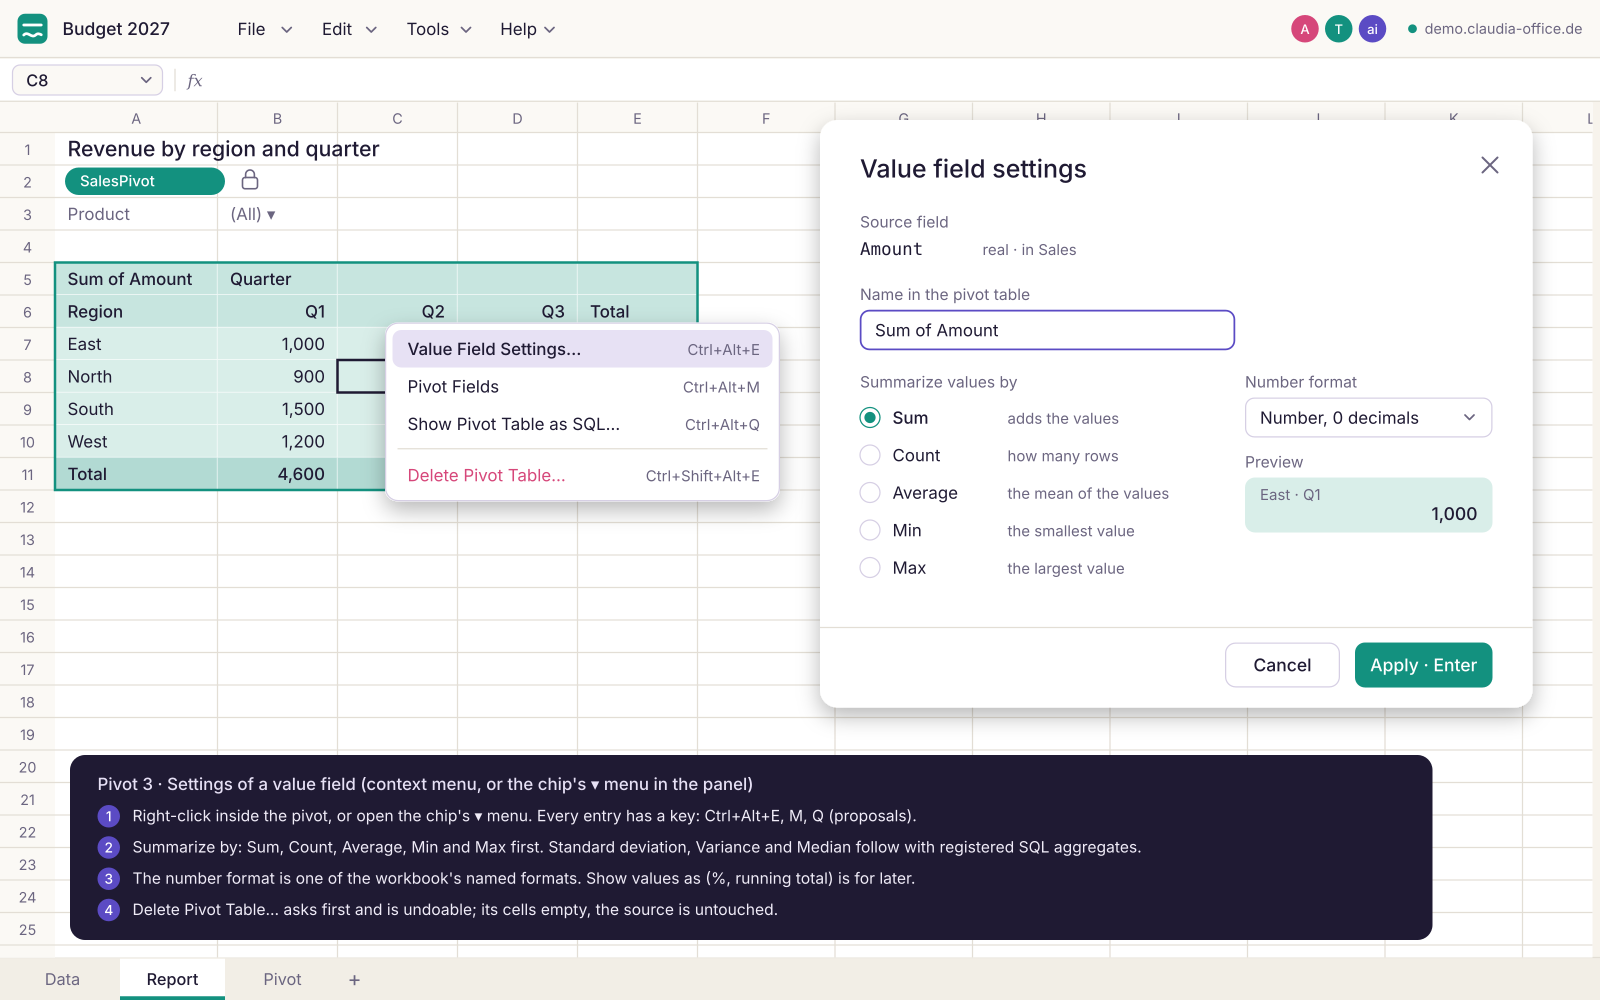 Budget 2027 File Edit Tools Help A T ai demo.claudia-office.de
C8 fx
A B C D E F G H K
1 Revenue by region and quarter
2 SalesPivot
3 Product (All) ▾
4
5 Sum of Amount Quarter
6 Region Q1 Q2 Q3 Total
7 East 1,000
8 North 900
9 South 1,500
10 West 1,200
11 Total 4,600
12
13
14
15
16
17
18
19
20
21
22
23
24
25
Value Field Settings... Ctrl+Alt+E
Pivot Fields Ctrl+Alt+M
Show Pivot Table as SQL... Ctrl+Alt+Q
Delete Pivot Table... Ctrl+Shift+Alt+E
Value field settings
Source field
Amount real · in Sales
Name in the pivot table
Sum of Amount
Summarize values by
Sum adds the values
Count how many rows
Average the mean of the values
Min the smallest value
Max the largest value
Number format
Number, 0 decimals
Preview
East · Q1
1,000
Cancel Apply · Enter
Pivot 3 · Settings of a value field (context menu, or the chip's ▾ menu in the panel)
1 Right-click inside the pivot, or open the chip's ▾ menu. Every entry has a key: Ctrl+Alt+E, M, Q (proposals).
2 Summarize by: Sum, Count, Average, Min and Max first. Standard deviation, Variance and Median follow with registered SQL aggregates.
3 The number format is one of the workbook's named formats. Show values as (%, running total) is for later.
4 Delete Pivot Table... asks first and is undoable; its cells empty, the source is untouched.
Data Report Pivot +